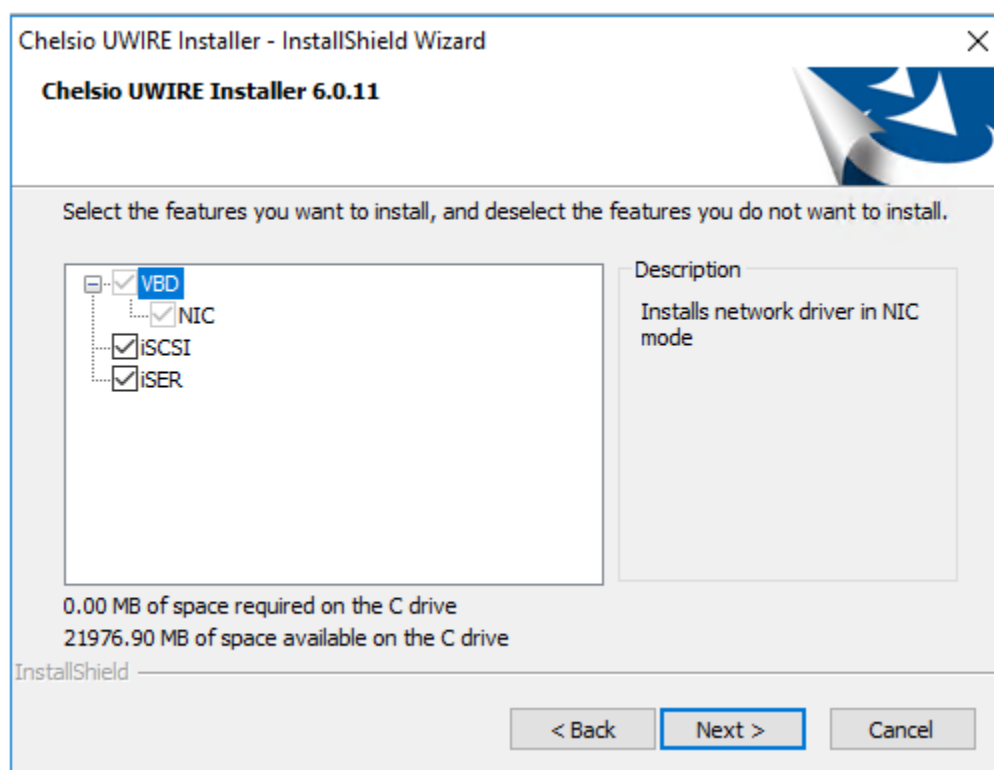 Chelsio UWIRE Installer - InstallShield Wizard
Chelsio UWIRE Installer 6.0.11
Select the features you want to install, and deselect the features you do not want to install.
VBD
NIC
iSCSI
iSER
Description
Installs network driver in NIC
mode
0.00 MB of space required on the C drive
21976.90 MB of space available on the C drive
InstallShield
< Back
Next >
Cancel